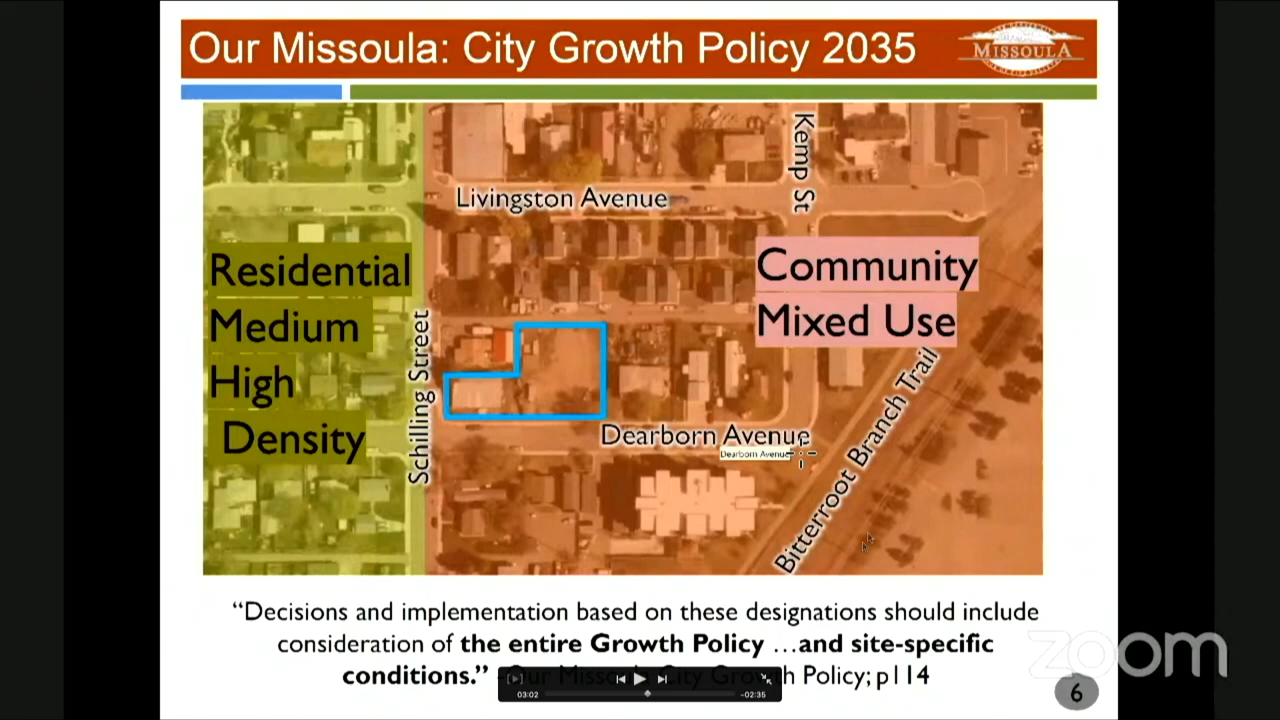 Our Missoula: City Growth Policy 2035
MISSOULA
Kemp St
Livingston Avenue
Residential
Medium
High
Density
Community
Mixed Use
Schilling Street
Dearborn Avenue
Dearborn Avenue
Bitterroot Branch Trail
“Decisions and implementation based on these designations should include
consideration of the entire Growth Policy …and site-specific
conditions.” - Our Missoula City Growth Policy; p114
zoom
03:02
-02:35
6